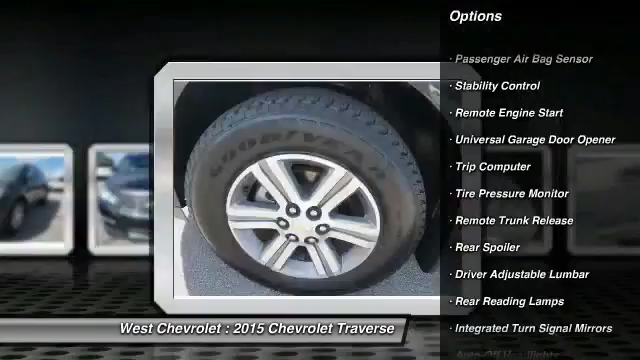 Options
· Passenger Air Bag Sensor
· Stability Control
· Remote Engine Start
· Universal Garage Door Opener
· Trip Computer
· Tire Pressure Monitor
· Remote Trunk Release
· Rear Spoiler
· Driver Adjustable Lumbar
· Rear Reading Lamps
· Integrated Turn Signal Mirrors
GOODYEAR
West Chevrolet : 2015 Chevrolet Traverse